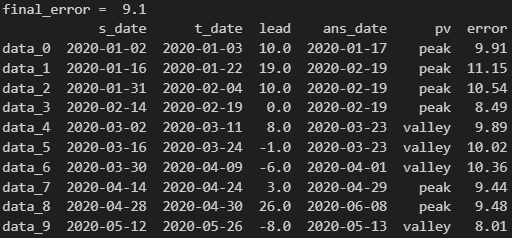 final_error =  9.1
            s_date      t_date  lead    ans_date      pv  error
data_0  2020-01-02  2020-01-03  10.0  2020-01-17    peak   9.91
data_1  2020-01-16  2020-01-22  19.0  2020-02-19    peak  11.15
data_2  2020-01-31  2020-02-04  10.0  2020-02-19    peak  10.54
data_3  2020-02-14  2020-02-19   0.0  2020-02-19    peak   8.49
data_4  2020-03-02  2020-03-11   8.0  2020-03-23  valley   9.89
data_5  2020-03-16  2020-03-24  -1.0  2020-03-23  valley  10.02
data_6  2020-03-30  2020-04-09  -6.0  2020-04-01  valley  10.36
data_7  2020-04-14  2020-04-24   3.0  2020-04-29    peak   9.44
data_8  2020-04-28  2020-04-30  26.0  2020-06-08    peak   9.48
data_9  2020-05-12  2020-05-26  -8.0  2020-05-13  valley   8.01